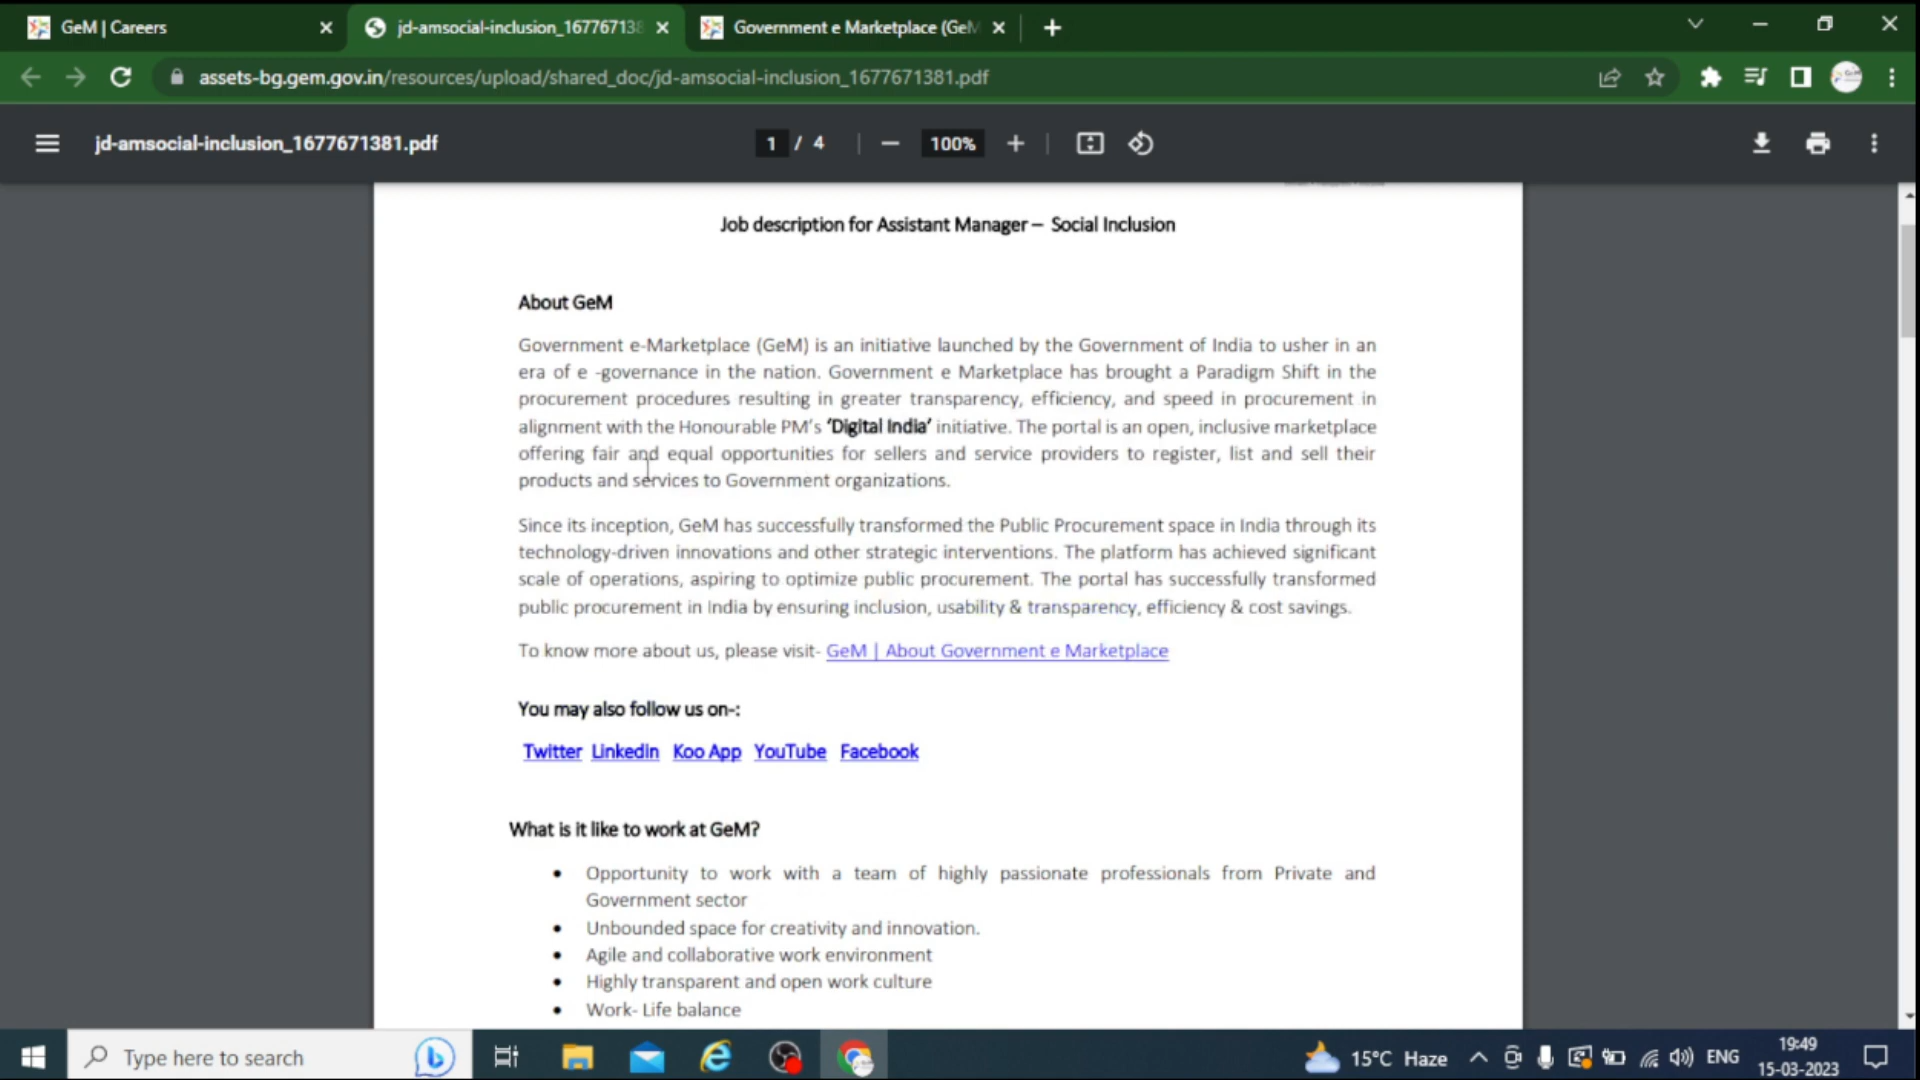 GeM | Careers
jd-amsocial-inclusion_167767138
Government e Marketplace (GeM
assets-bg.gem.gov.in/resources/upload/shared_doc/jd-amsocial-inclusion_1677671381.pdf
jd-amsocial-inclusion_1677671381.pdf
1 / 4
100%
Job description for Assistant Manager – Social Inclusion
About GeM
Government e-Marketplace (GeM) is an initiative launched by the Government of India to usher in an
era of e -governance in the nation. Government e Marketplace has brought a Paradigm Shift in the
procurement procedures resulting in greater transparency, efficiency, and speed in procurement in
alignment with the Honourable PM's 'Digital India' initiative. The portal is an open, inclusive marketplace
offering fair and equal opportunities for sellers and service providers to register, list and sell their
products and services to Government organizations.
Since its inception, GeM has successfully transformed the Public Procurement space in India through its
technology-driven innovations and other strategic interventions. The platform has achieved significant
scale of operations, aspiring to optimize public procurement. The portal has successfully transformed
public procurement in India by ensuring inclusion, usability & transparency, efficiency & cost savings.
To know more about us, please visit- GeM | About Government e Marketplace
You may also follow us on-:
Twitter LinkedIn Koo App YouTube Facebook
What is it like to work at GeM?
• Opportunity to work with a team of highly passionate professionals from Private and
Government sector
• Unbounded space for creativity and innovation.
• Agile and collaborative work environment
• Highly transparent and open work culture
• Work- Life balance
Type here to search
15°C Haze
ENG
19:49
15-03-2023